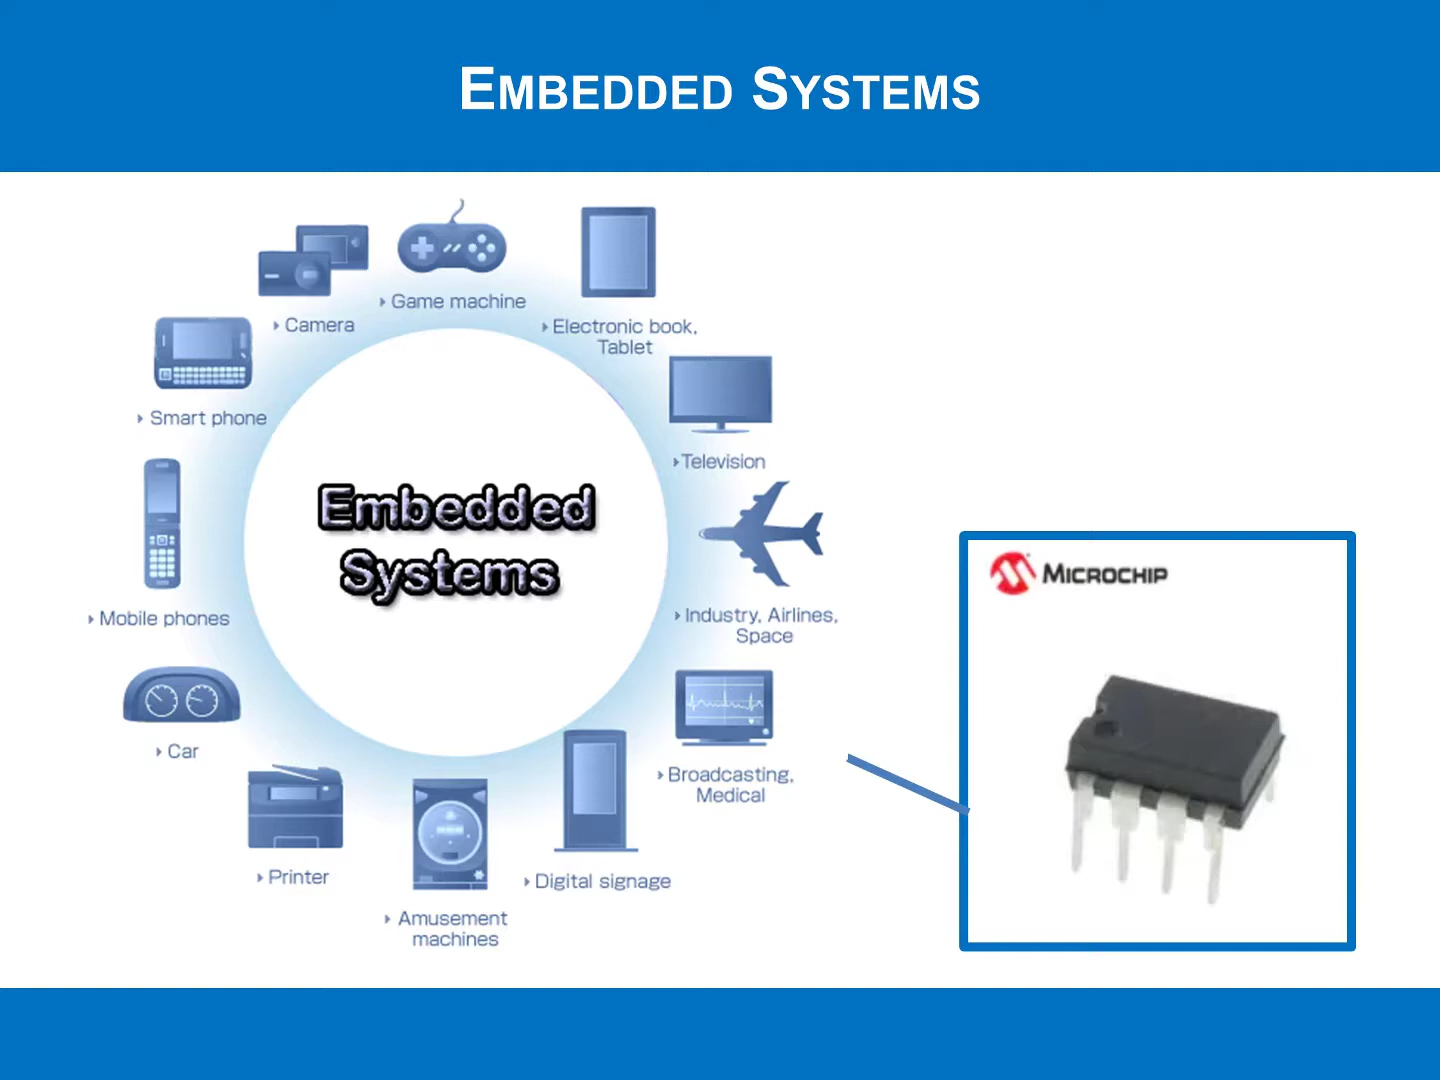 EMBEDDED SYSTEMS
Game machine
Camera
Electronic book,
Tablet
Smart phone
Television
Embedded
Systems
Mobile phones
Industry, Airlines,
Space
MICROCHIP
Car
Broadcasting,
Medical
Printer
Digital signage
Amusement
machines